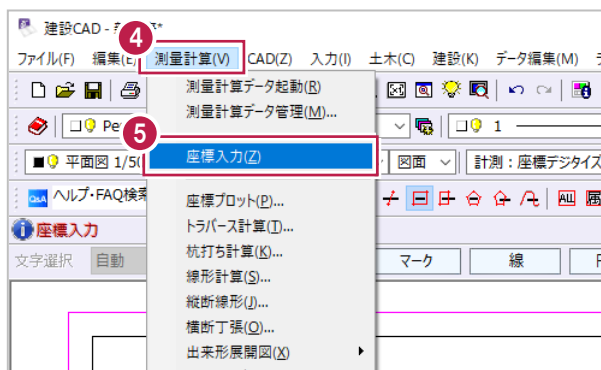 建設CAD -
4
ファイル(F) 編集(E) 測量計算(V) CAD(Z) 入力(I) 土木(C) 建設(K) データ編集(M)
測量計算データ起動(R)
測量計算データ管理(M)...
5
1
座標入力(Z)
平面図 1/50
図面
計測：座標デジタイズ
ヘルプ・FAQ検索
座標プロット(P)...
ALL
座標入力
トラバース計算(T)...
文字選択 自動
杭打ち計算(K)...
マーク 線
線形計算(S)...
縦断線形(J)...
横断丁張(O)...
出来形展開図(X)